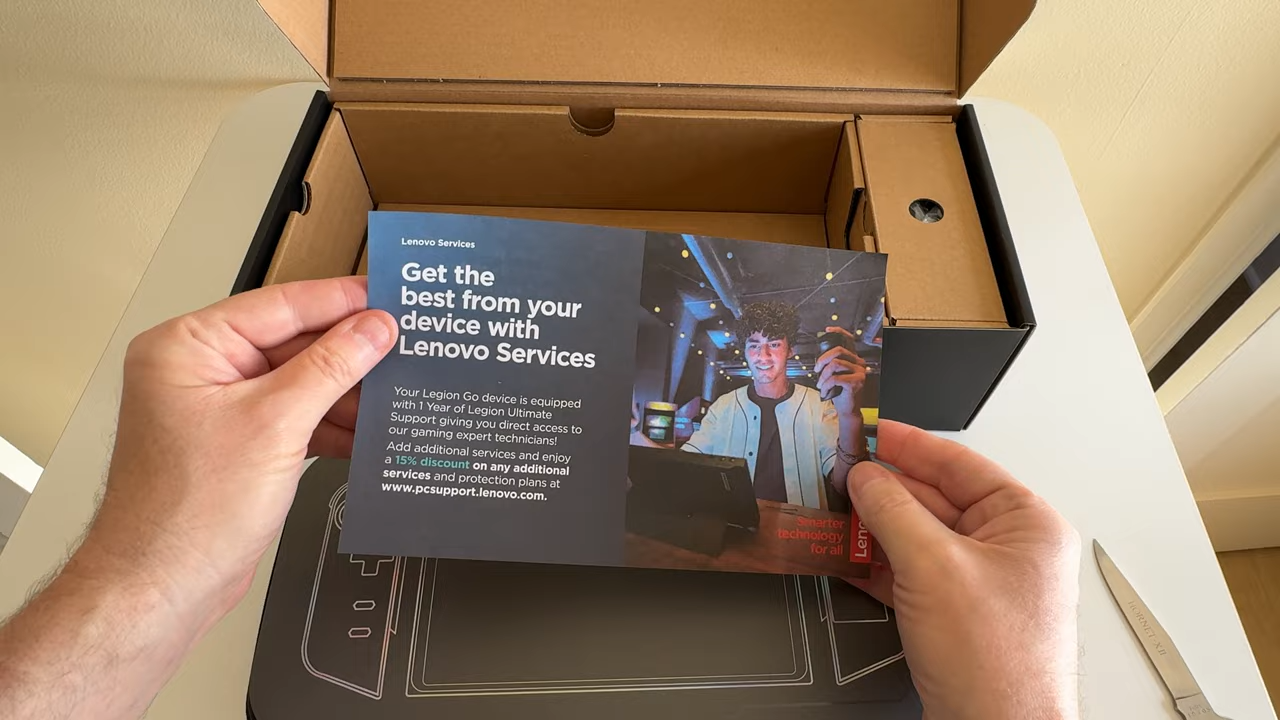 Lenovo Services
Get the
best from your
device with
Lenovo Services
Your Legion Go device is equipped
with 1 Year of Legion Ultimate
Support giving you direct access to
our gaming expert technicians!
Add additional services and enjoy
a 15% discount on any additional
services and protection plans at
www.pcsupport.lenovo.com.
Smarter
technology
for all
Leno